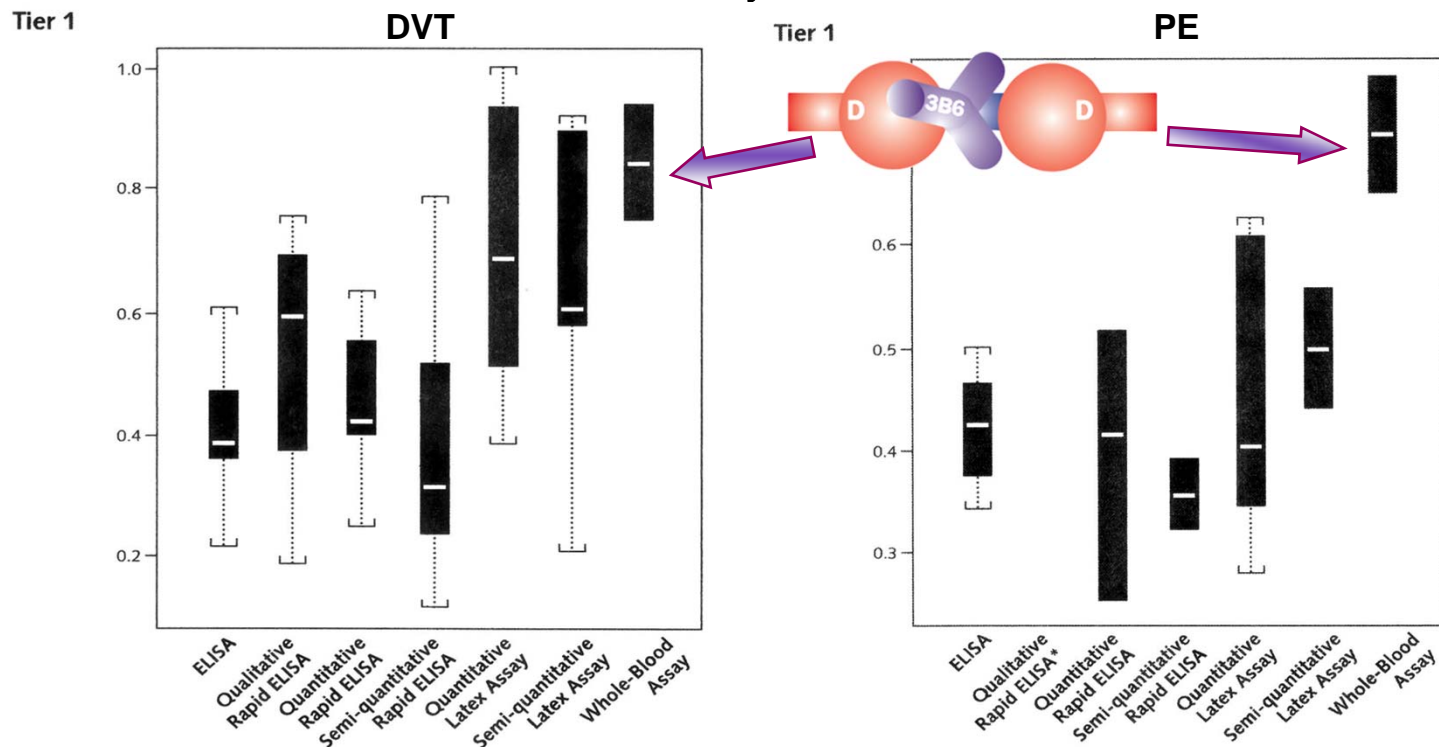 Tier 1
DVT
1.0
0.8
0.6
0.4
0.2
ELISA
Qualitative
Rapid ELISA
Quantitative
Rapid ELISA
Semi-quantitative
Rapid ELISA
Quantitative
Latex Assay
Semi-quantitative
Latex Assay
Whole-Blood
Assay
Tier 1
PE
D
3B6
D
0.6
0.5
0.4
0.3
ELISA
Qualitative
Rapid ELISA*
Quantitative
Rapid ELISA
Semi-quantitative
Rapid ELISA
Quantitative
Latex Assay
Semi-quantitative
Latex Assay
Whole-Blood
Assay